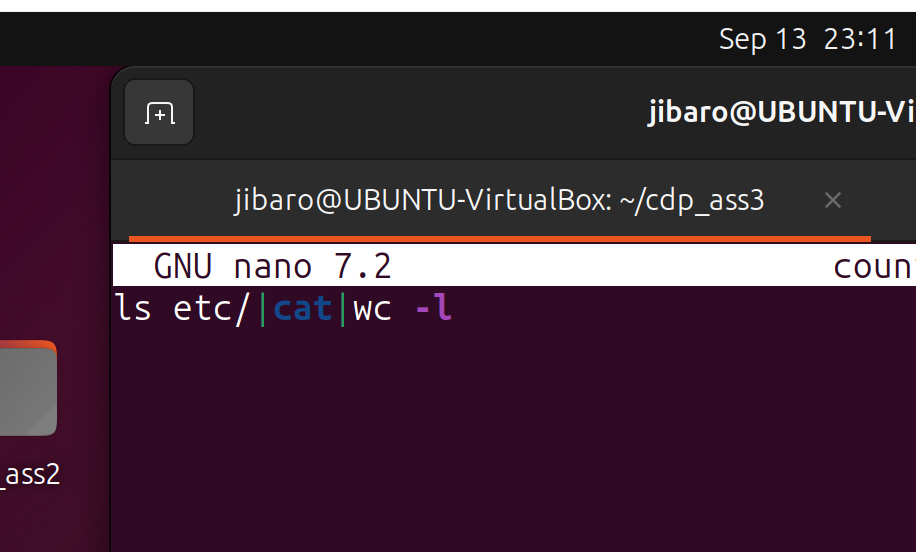 Sep 13 23:11
jibaro@UBUNTU-Vi
jibaro@UBUNTU-VirtualBox: ~/cdp_ass3 ×
GNU nano 7.2 coun
ls etc/|cat|wc -l
_ass2